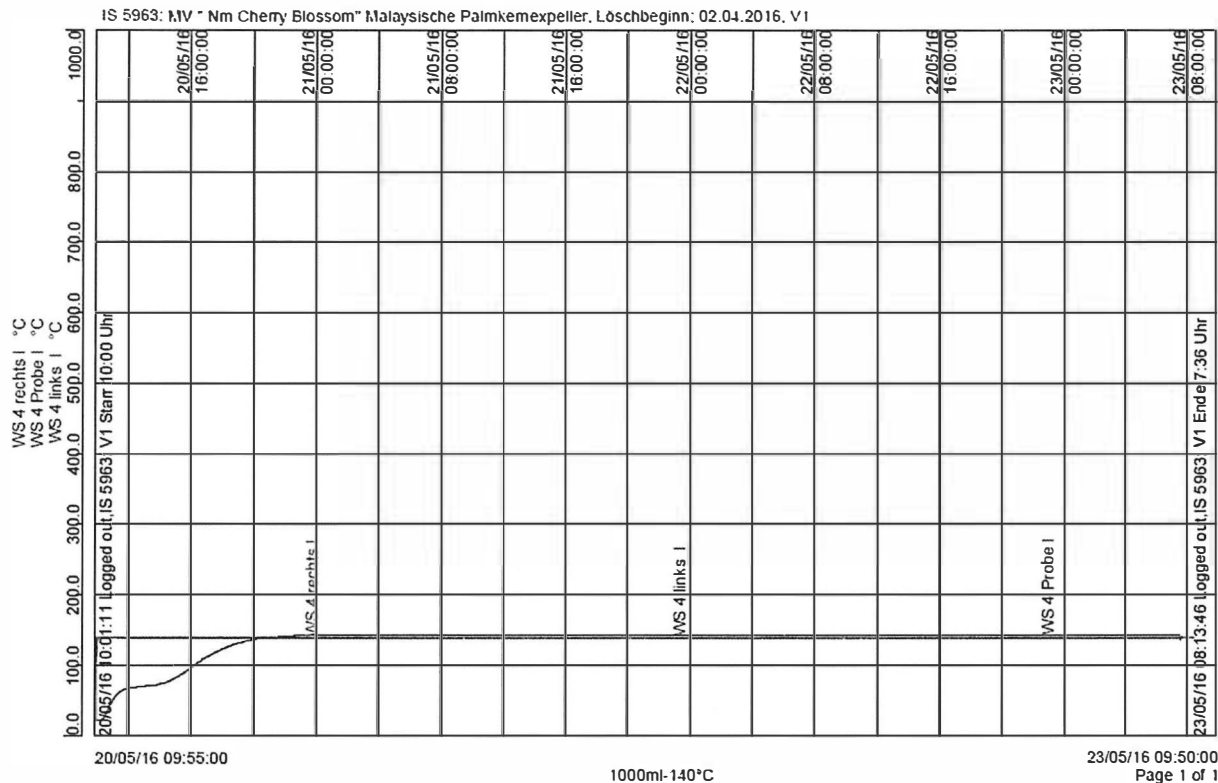 IS 5963: MV " Nm Cherry Blossom" Malaysische Palmkernexpeller, Löschbeginn: 02.04.2016, V1
1000.0
800.0
700.0
600.0
500.0
400.0
300.0
200.0
100.0
0.0
WS 4 rechts I °C
WS 4 Probe I °C
WS 4 links I °C
20/05/16
16:00:00
21/05/16
00:00:00
21/05/16
08:00:00
21/05/16
16:00:00
22/05/16
00:00:00
22/05/16
08:00:00
22/05/16
16:00:00
23/05/16
00:00:00
23/05/16
08:00:00
20/05/16 10:01:11 Logged out,IS 5963: V1 Start 10:00 Uhr
WS 4 rechts I
WS 4 links I
WS 4 Probe I
23/05/16 08:13:46 Logged out,IS 5963: V1 Ende 7:36 Uhr
20/05/16 09:55:00
23/05/16 09:50:00
1000ml-140°C
Page 1 of 1